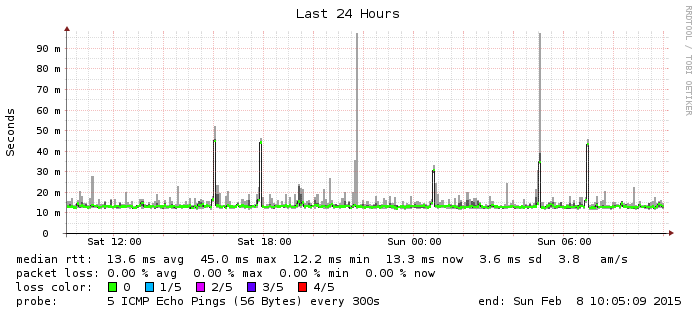 Last 24 Hours
RRDTOOL / TOBI OETIKER
Seconds
90 m
80 m
70 m
60 m
50 m
40 m
30 m
20 m
10 m
0
Sat 12:00 Sat 18:00 Sun 00:00 Sun 06:00
median rtt: 13.6 ms avg 45.0 ms max 12.2 ms min 13.3 ms now 3.6 ms sd 3.8 am/s
packet loss: 0.00 % avg 0.00 % max 0.00 % min 0.00 % now
loss color: 0 1/5 2/5 3/5 4/5
probe: 5 ICMP Echo Pings (56 Bytes) every 300s end: Sun Feb 8 10:05:09 2015